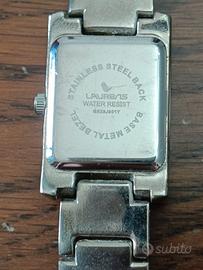 STAINLESS STEEL BACK
LAURENS
WATER RESIST
BASE METAL BEZEL
subito